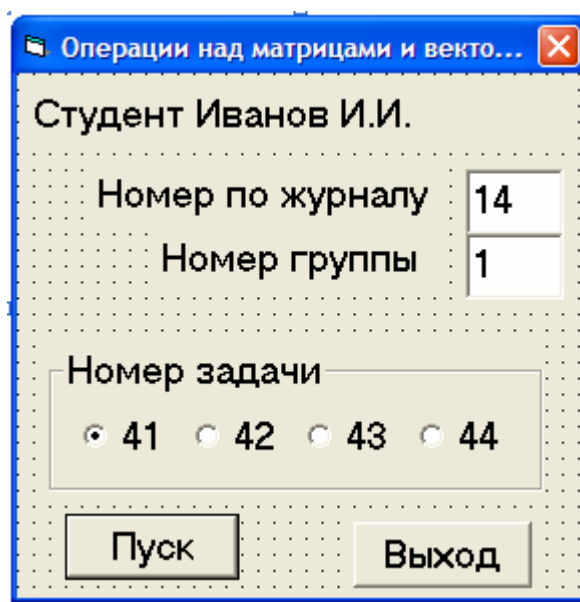 Операции над матрицами и векто...
Студент Иванов И.И.
Номер по журналу 14
Номер группы 1
Номер задачи
41 42 43 44
Пуск Выход